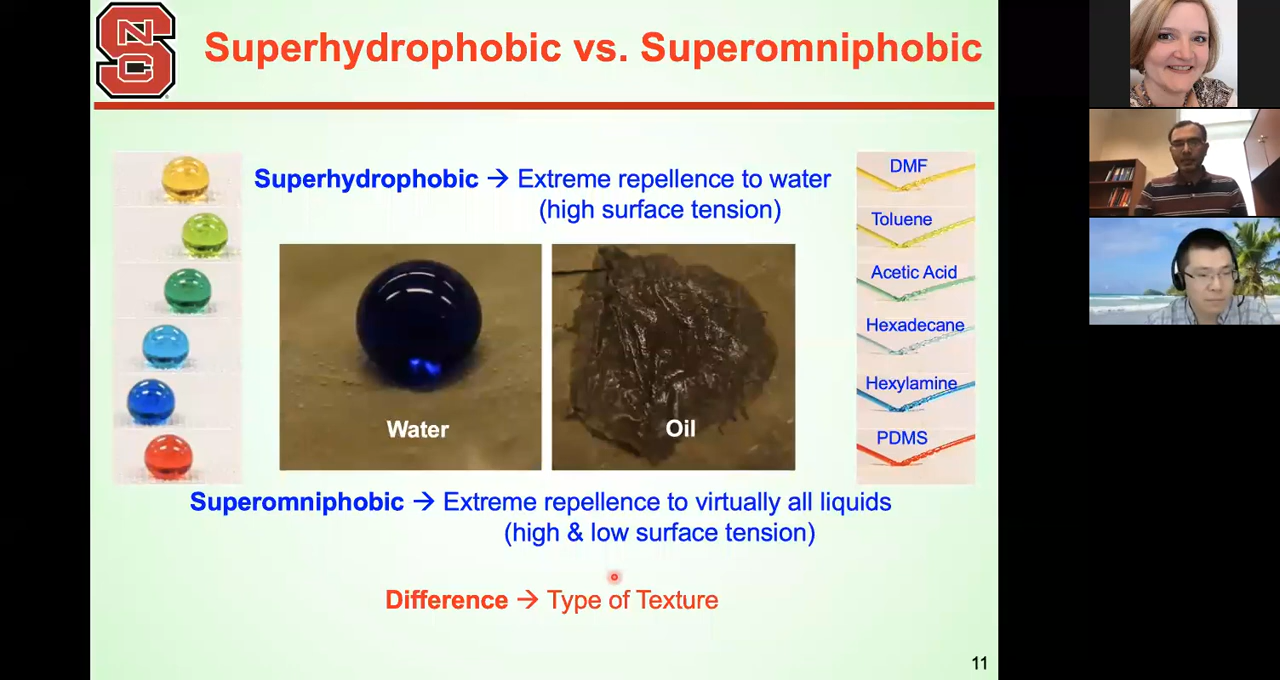 NC
S
Superhydrophobic vs. Superomniphobic
Superhydrophobic → Extreme repellence to water
(high surface tension)
Water
Oil
DMF
Toluene
Acetic Acid
Hexadecane
Hexylamine
PDMS
Superomniphobic → Extreme repellence to virtually all liquids
(high & low surface tension)
Difference → Type of Texture
11